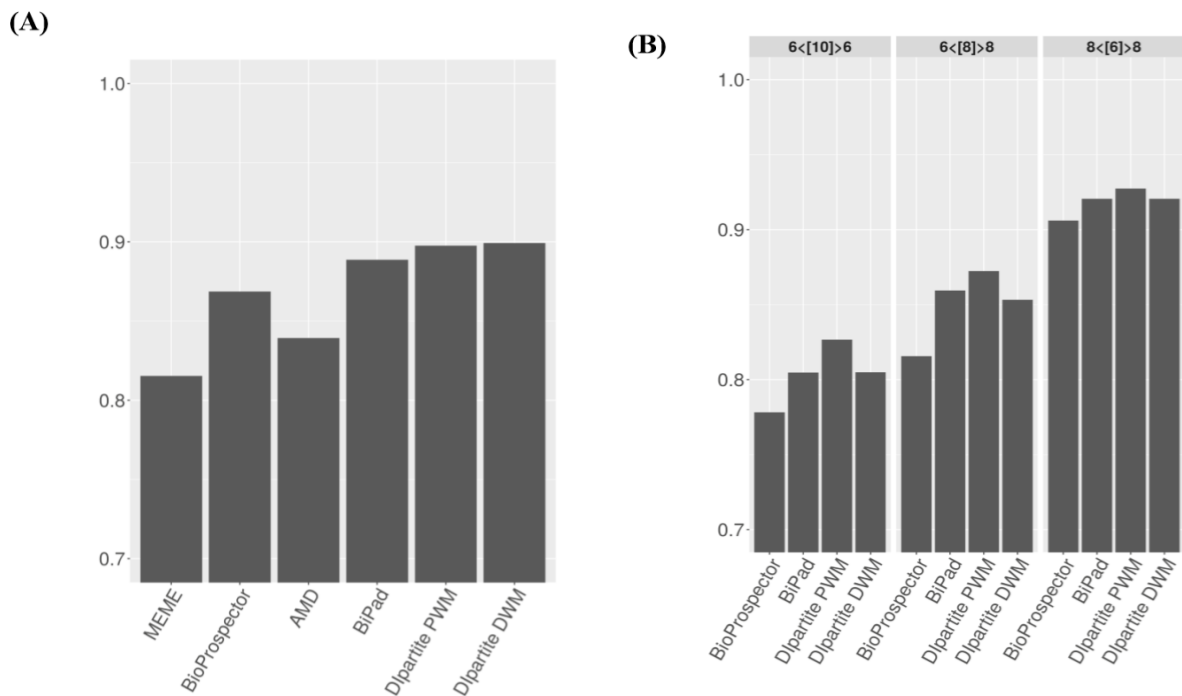 (A)
1.0
0.9
0.8
0.7
MEME
BioProspector
AMD
BiPad
DIpartite PWM
DIpartite DWM
(B)
6<[10]>6
6<[8]>8
8<[6]>8
1.0
0.9
0.8
0.7
BioProspector
BiPad
DIpartite PWM
DIpartite DWM
BioProspector
BiPad
DIpartite PWM
DIpartite DWM
BioProspector
BiPad
DIpartite PWM
DIpartite DWM